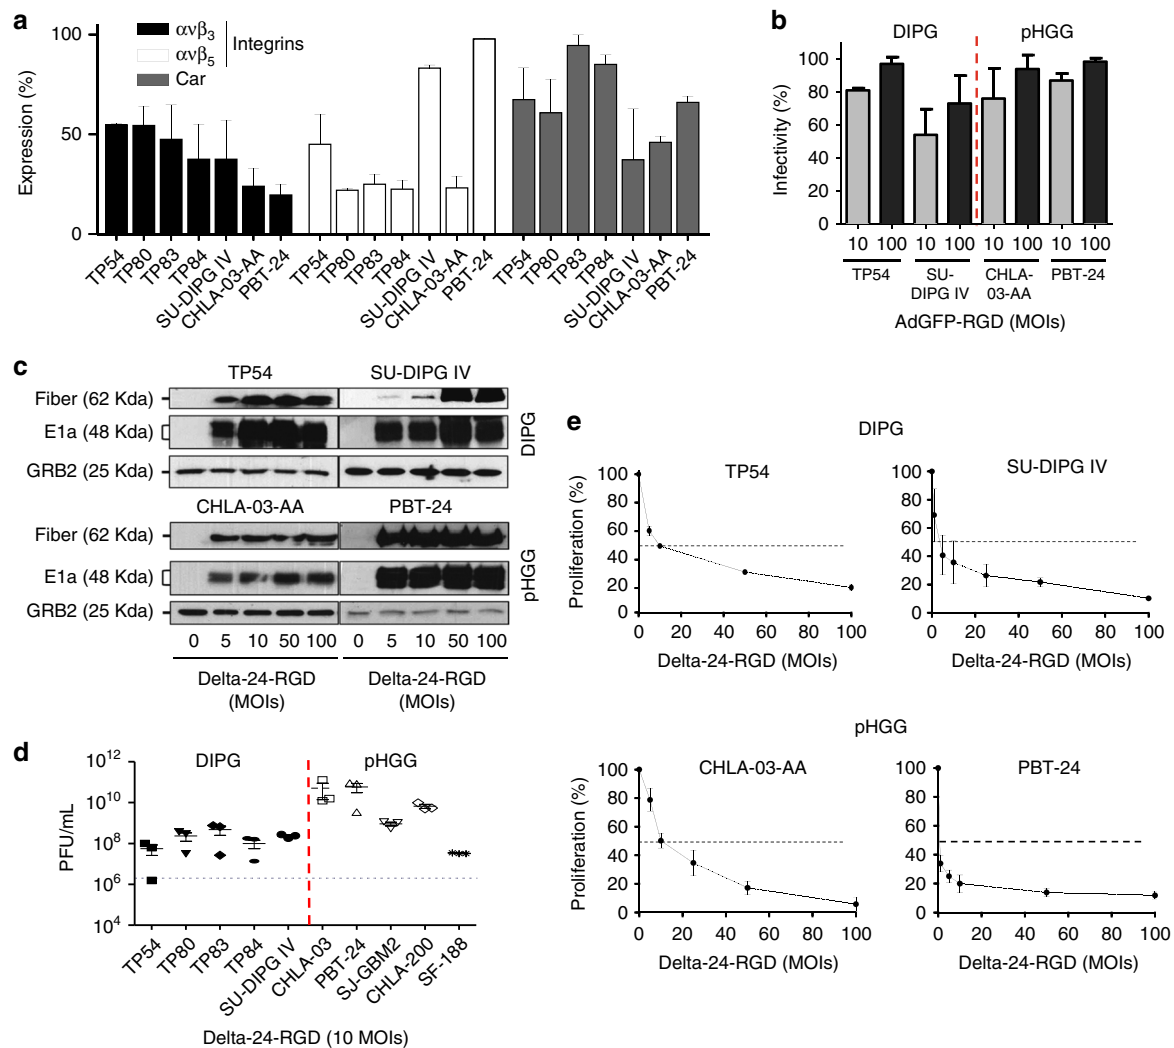 a
ανβ3
ανβ5
Integrins
Car
Expression (%)
100
50
0
TP54
TP80
TP83
TP84
SU-DIPG IV
CHLA-03-AA
PBT-24
TP54
TP80
TP83
TP84
SU-DIPG IV
CHLA-03-AA
PBT-24
TP54
TP80
TP83
TP84
SU-DIPG IV
CHLA-03-AA
PBT-24
b
DIPG pHGG
Infectivity (%)
100
80
60
40
20
0
10 100 10 100 10 100 10 100
TP54
SU-
DIPG IV
CHLA-
03-AA
PBT-24
AdGFP-RGD (MOIs)
c
TP54 SU-DIPG IV
Fiber (62 Kda)
E1a (48 Kda)
GRB2 (25 Kda)
DIPG
CHLA-03-AA PBT-24
Fiber (62 Kda)
E1a (48 Kda)
GRB2 (25 Kda)
pHGG
0 5 10 50 100 0 5 10 50 100
Delta-24-RGD
(MOIs)
Delta-24-RGD
(MOIs)
d
DIPG pHGG
PFU/mL
10^12
10^10
10^8
10^6
10^4
TP54
TP80
TP83
TP84
SU-DIPG IV
CHLA-03
PBT-24
SJ-GBM2
CHLA-200
SF-188
Delta-24-RGD (10 MOIs)
e
DIPG
TP54
Proliferation (%)
100
80
60
40
20
0
0 20 40 60 80 100
Delta-24-RGD (MOIs)
SU-DIPG IV
100
80
60
40
20
0
0 20 40 60 80 100
Delta-24-RGD (MOIs)
pHGG
CHLA-03-AA
Proliferation (%)
100
80
60
40
20
0
0 20 40 60 80 100
Delta-24-RGD (MOIs)
PBT-24
100
80
60
40
20
0
0 20 40 60 80 100
Delta-24-RGD (MOIs)